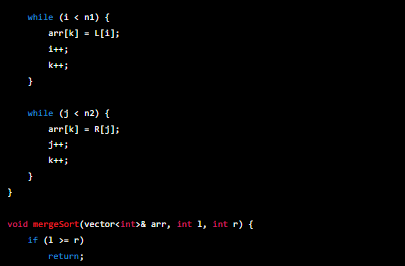 while (i < n1) {
arr[k] = L[i];
i++;
k++;
}
while (j < n2) {
arr[k] = R[j];
j++;
k++;
}
}
void mergeSort(vector<int>& arr, int l, int r) {
if (l >= r)
return;